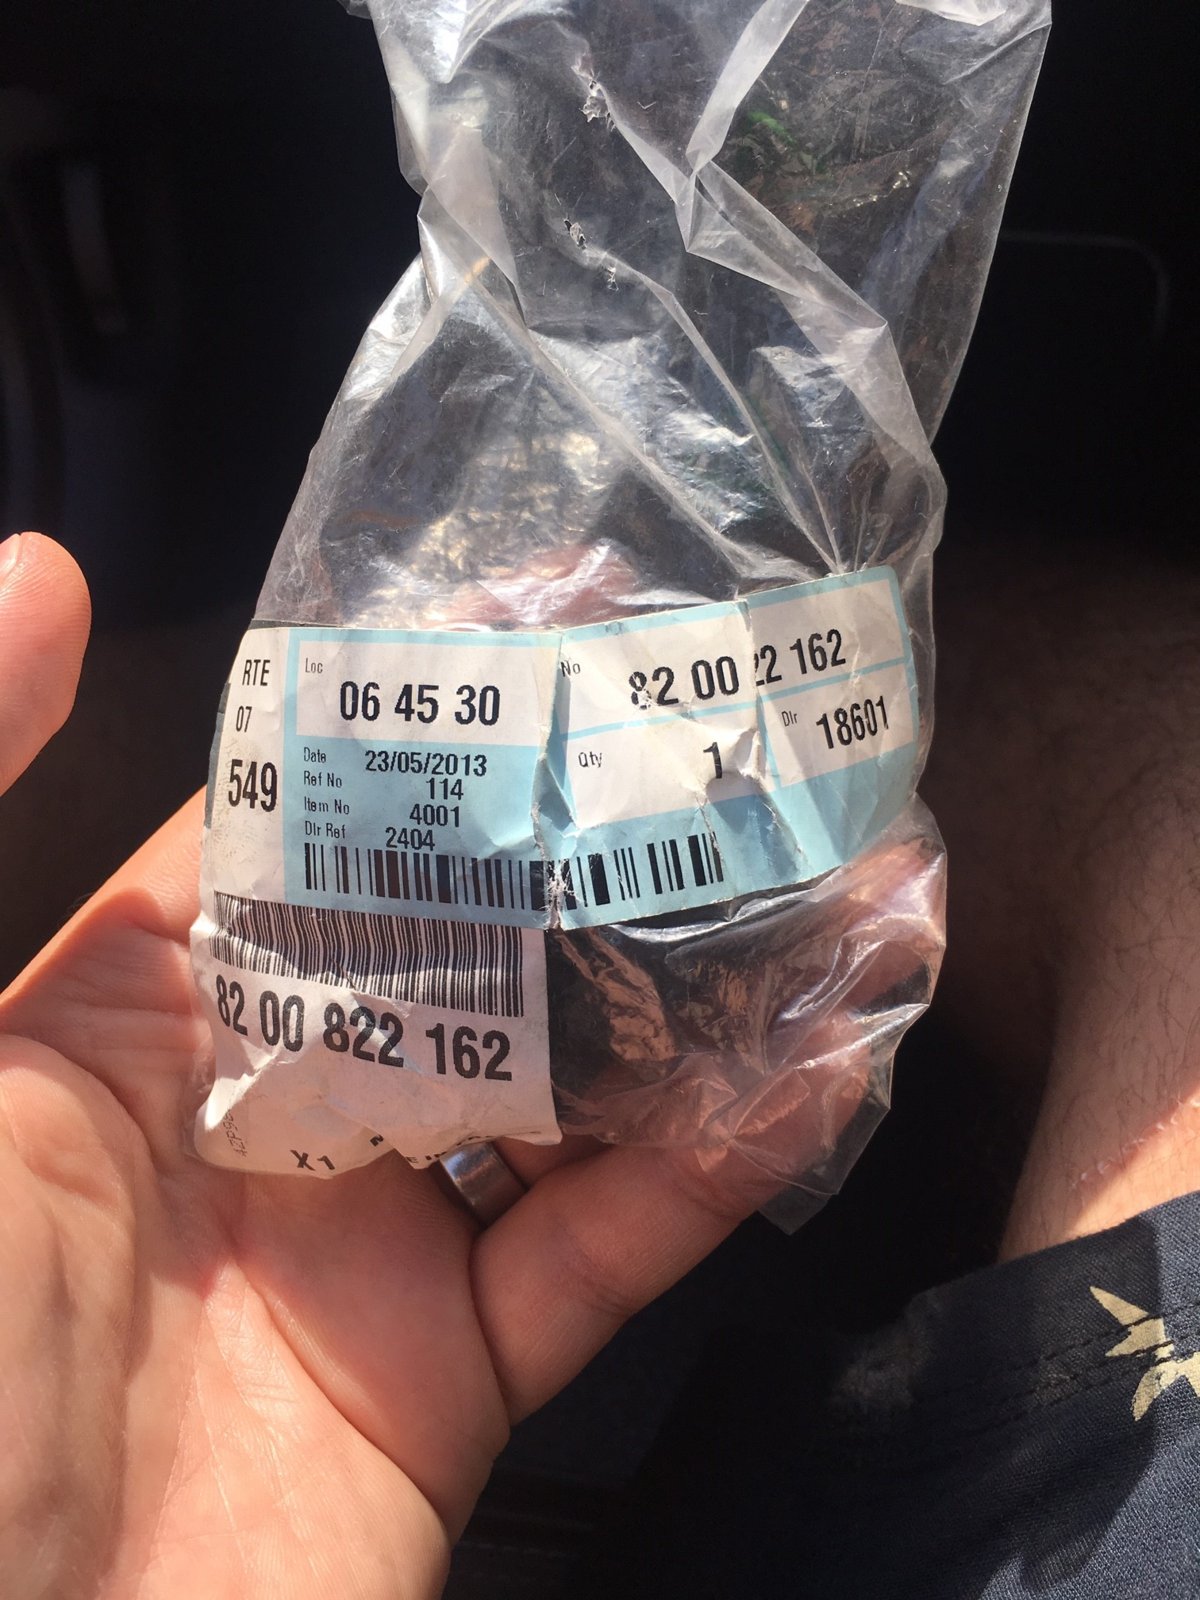 RTE
07
549
Loc
06 45 30
Date 23/05/2013
Ref No 114
Item No 4001
Dlr Ref 2404
No
82 00 22 162
Qty 1
Dlr 18601
82 00 822 162
X1